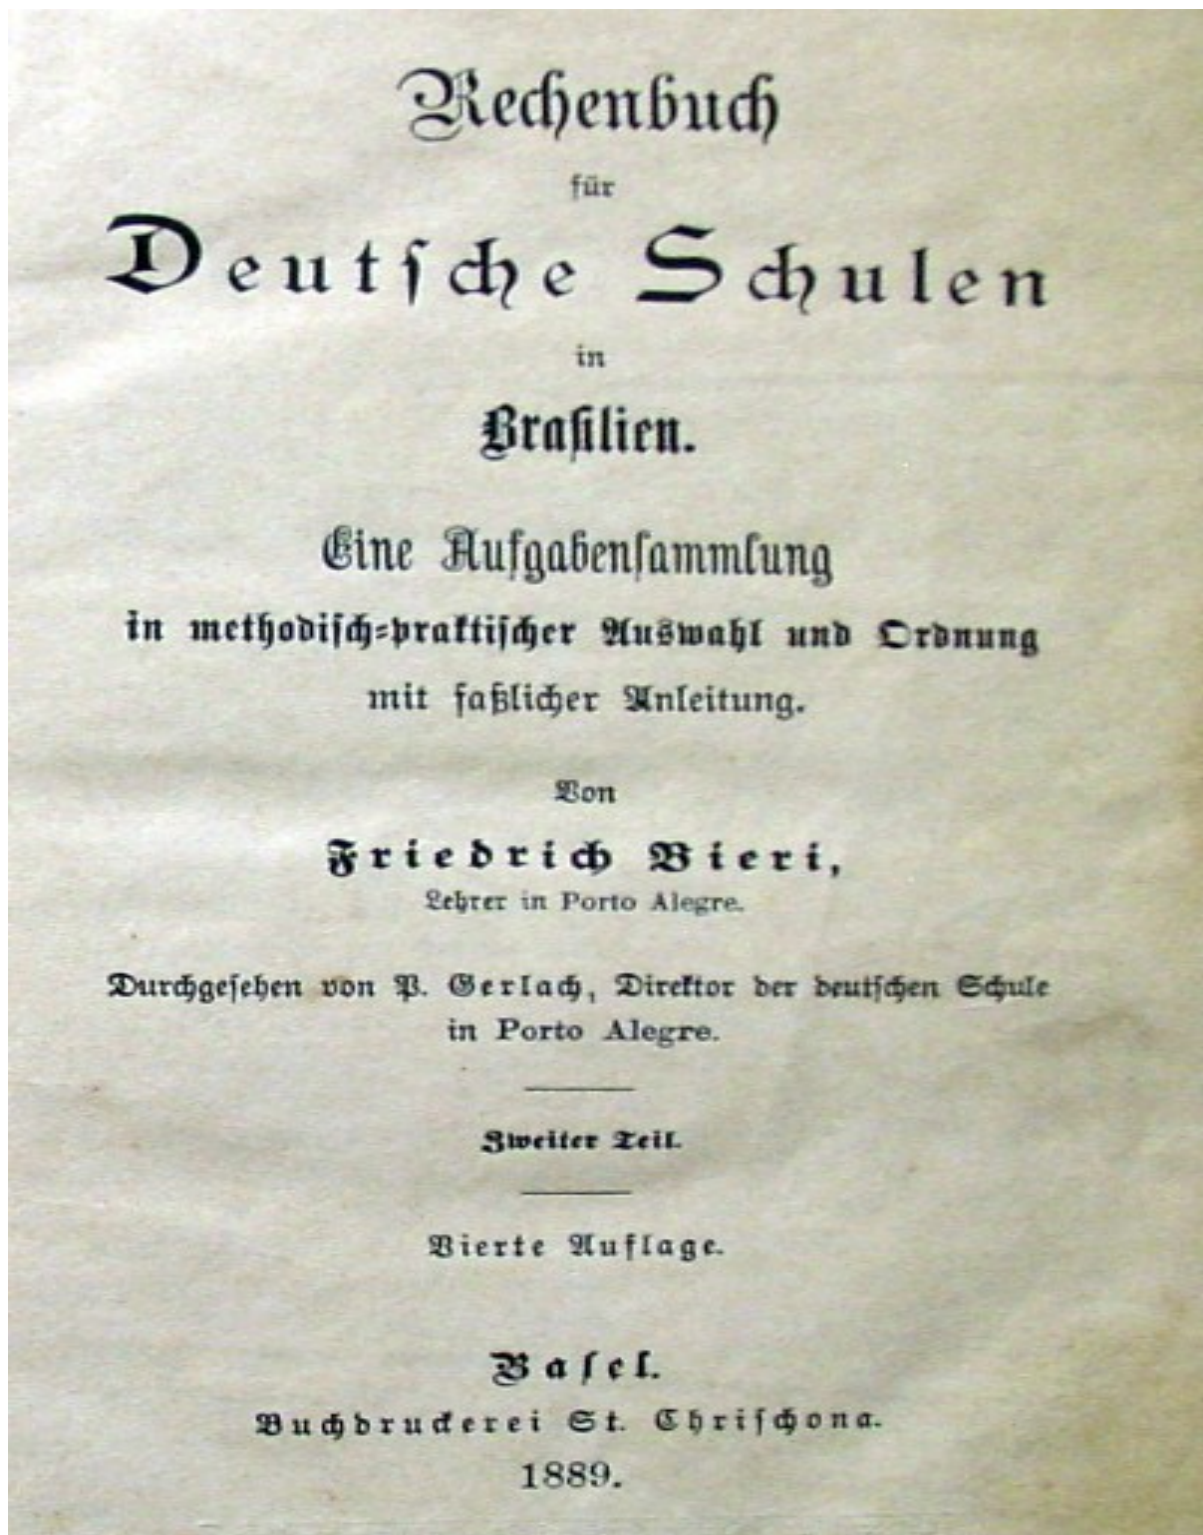 Rechenbuch
für
Deutsche Schulen
in
Brasilien.
Eine Aufgabensammlung
in methodisch-praktischer Auswahl und Ordnung
mit faßlicher Anleitung.
Von
Friedrich Bieri,
Lehrer in Porto Alegre.
Durchgesehen von P. Gerlach, Direktor der deutschen Schule
in Porto Alegre.
Zweiter Teil.
Vierte Auflage.
Basel.
Buchdruckerei St. Chrischona.
1889.